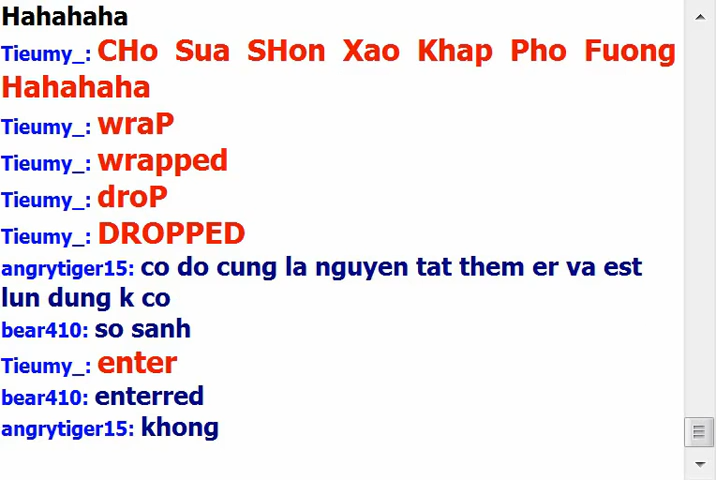 Hahahaha
Tieumy_: CHo Sua SHon Xao Khap Pho Fuong
Hahahaha
Tieumy_: wraP
Tieumy_: wrapped
Tieumy_: droP
Tieumy_: DROPPED
angrytiger15: co do cung la nguyen tat them er va est
lun dung k co
bear410: so sanh
Tieumy_: enter
bear410: enterred
angrytiger15: khong